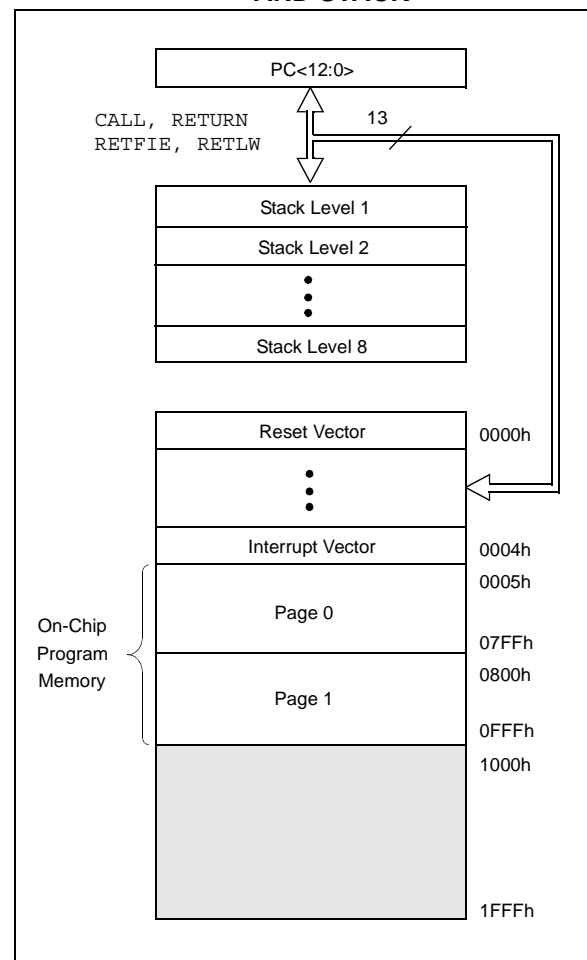 AND STACK
PC<12:0>
CALL, RETURN
RETFIE, RETLW
13
Stack Level 1
Stack Level 2
Stack Level 8
Reset Vector
0000h
Interrupt Vector
0004h
0005h
On-Chip
Program
Memory
Page 0
07FFh
0800h
Page 1
0FFFh
1000h
1FFFh